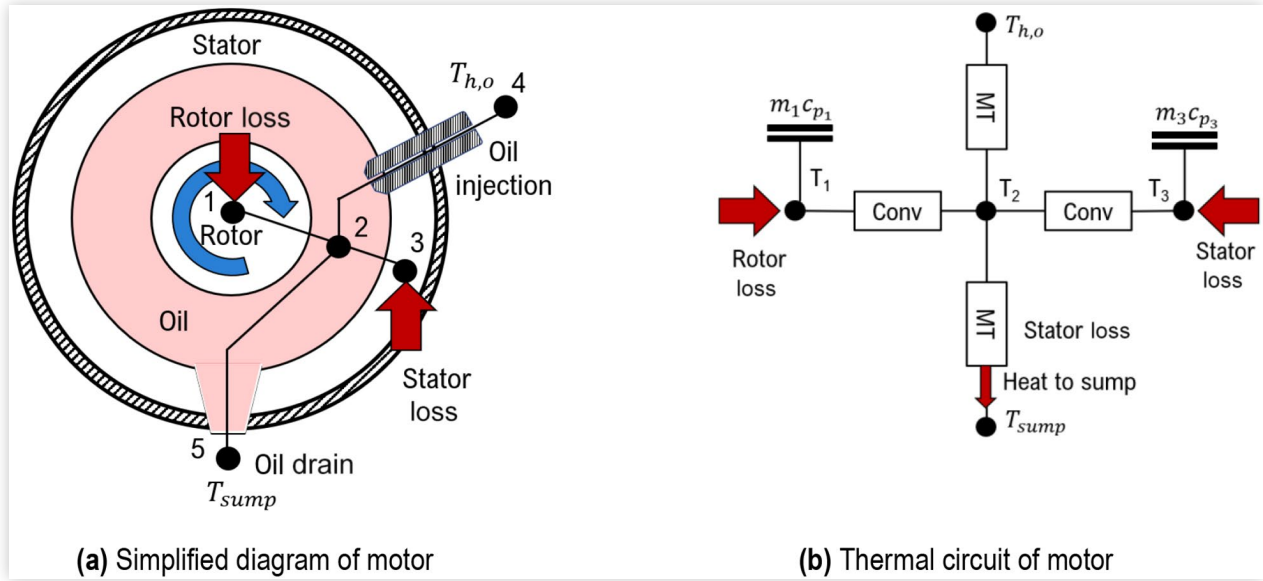 Stator
T_{h,o} 4
Rotor loss
Oil
injection
1
Rotor
2
3
Oil
Stator
loss
5
Oil drain
T_{sump}
(a) Simplified diagram of motor
T_{h,o}
MT
m_1c_{p_1}
m_3c_{p_3}
T_1
T_2
T_3
Conv
Conv
Rotor
loss
Stator
loss
MT
Stator loss
Heat to sump
T_{sump}
(b) Thermal circuit of motor